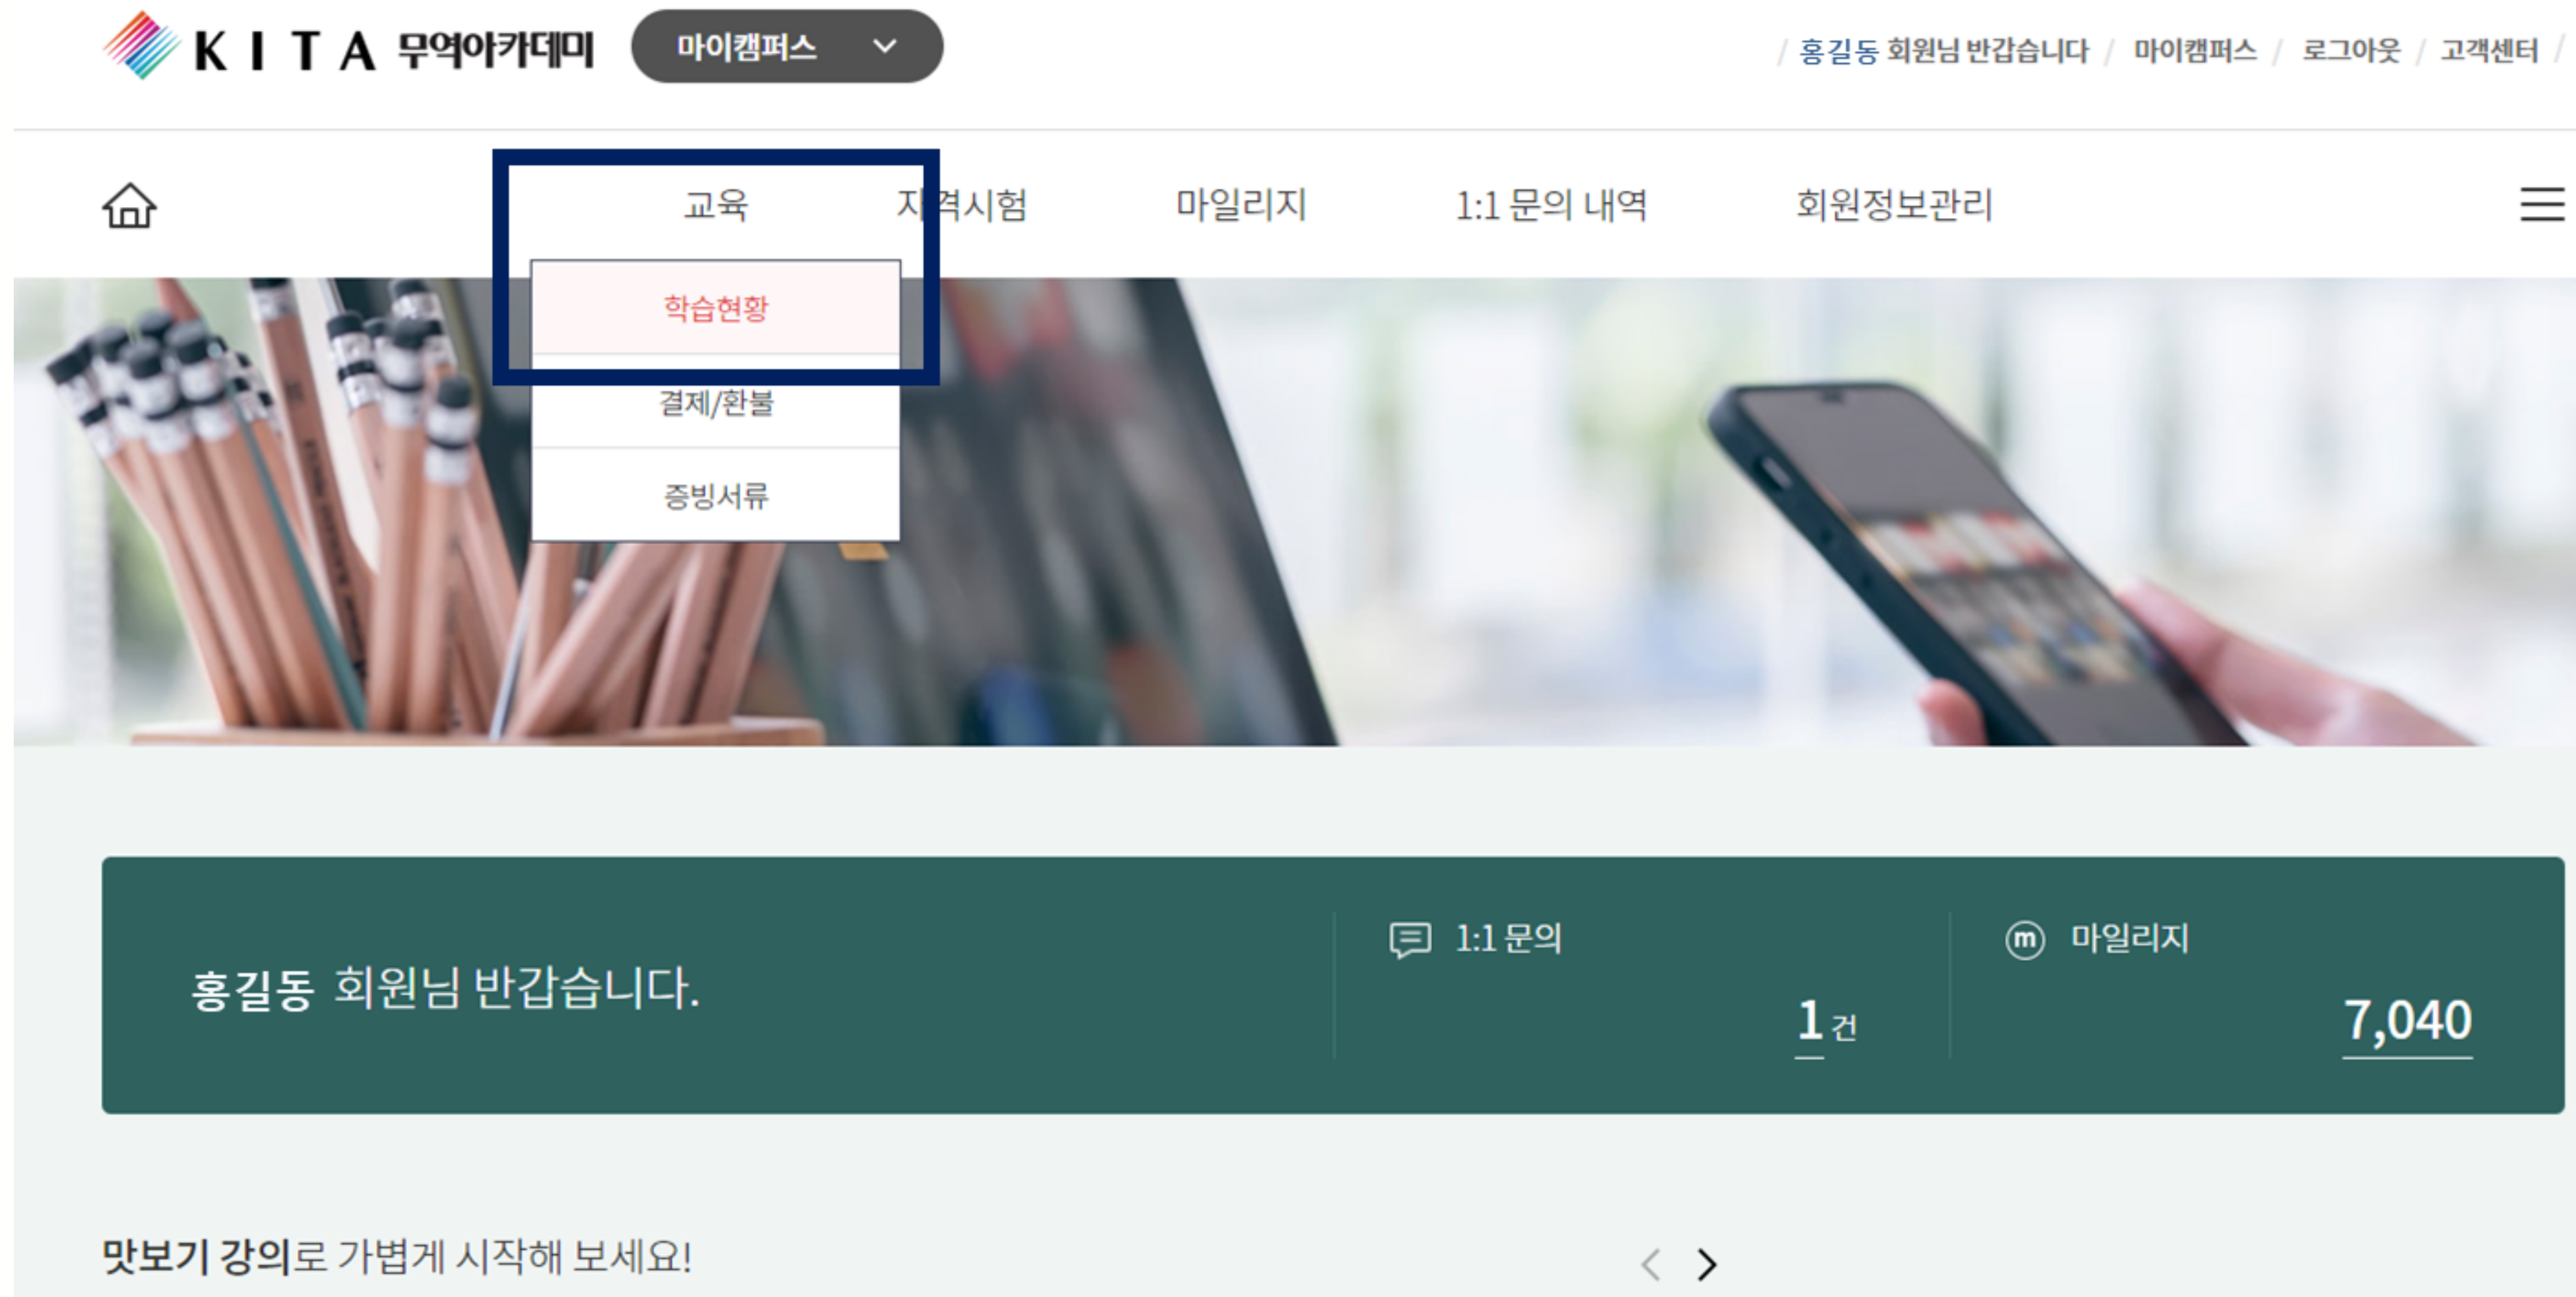 KITA 무역아카데미 마이캠퍼스 / 홍길동 회원님 반갑습니다 / 마이캠퍼스 / 로그아웃 / 고객센터 /
교육 자격시험 마일리지 1:1 문의 내역 회원정보관리
학습현황
결제/환불
증빙서류
1:1 문의 ⓜ 마일리지
홍길동 회원님 반갑습니다.
1건 7,040
맛보기 강의로 가볍게 시작해 보세요!